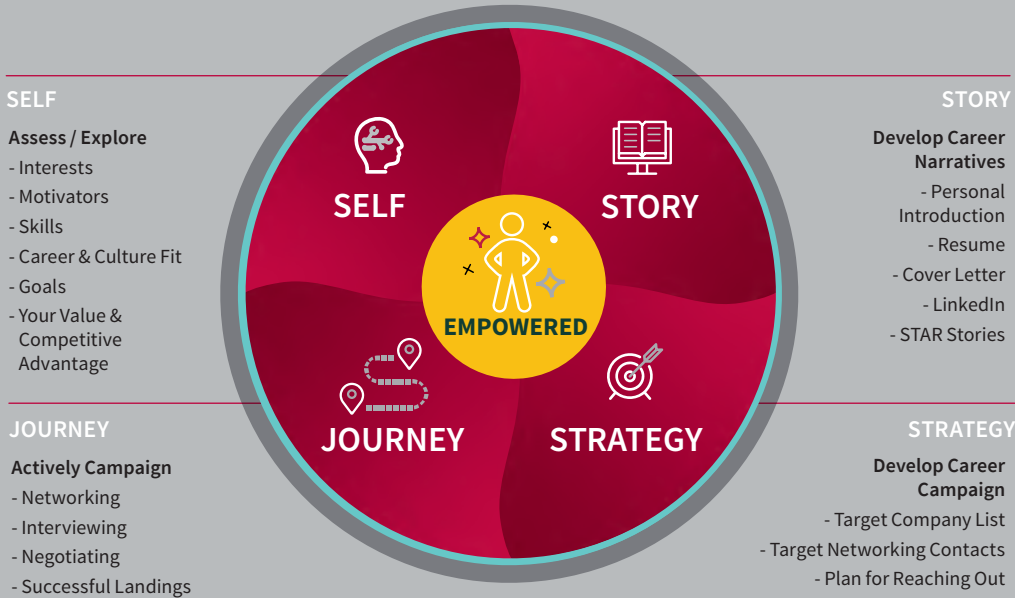 SELF
Assess / Explore
- Interests
- Motivators
- Skills
- Career & Culture Fit
- Goals
- Your Value &
Competitive
Advantage
SELF
STORY
EMPOWERED
JOURNEY
STRATEGY
STORY
Develop Career
Narratives
- Personal
Introduction
- Resume
- Cover Letter
- LinkedIn
- STAR Stories
JOURNEY
Actively Campaign
- Networking
- Interviewing
- Negotiating
- Successful Landings
STRATEGY
Develop Career
Campaign
- Target Company List
- Target Networking Contacts
- Plan for Reaching Out